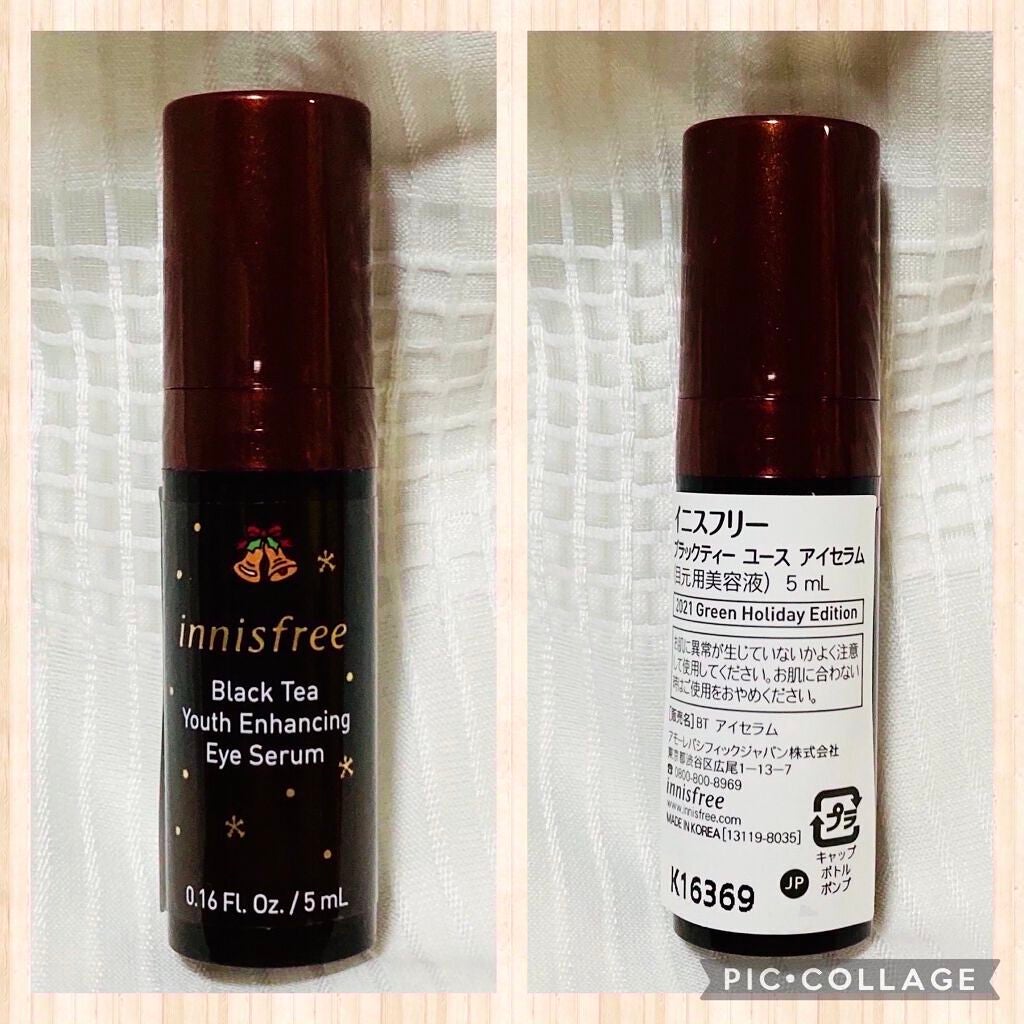 innisfree
Black Tea
Youth Enhancing
Eye Serum
0.16 Fl. Oz. / 5 mL
イニスフリー
ブラックティー ユース アイセラム
(目元用美容液) 5 mL
2021 Green Holiday Edition
お肌に異常が生じていないかよく注意
して使用してください。お肌に合わない
時はご使用をおやめください。
[販売名]BT アイセラム
アモーレパシフィックジャパン株式会社
東京都渋谷区広尾1-13-7
☎0800-800-8969
innisfree
www.innisfree.com
MADE IN KOREA [13119-8035]
プラ
キャップ
ボトル
ポンプ
JP
K16369
PIC•COLLAGE